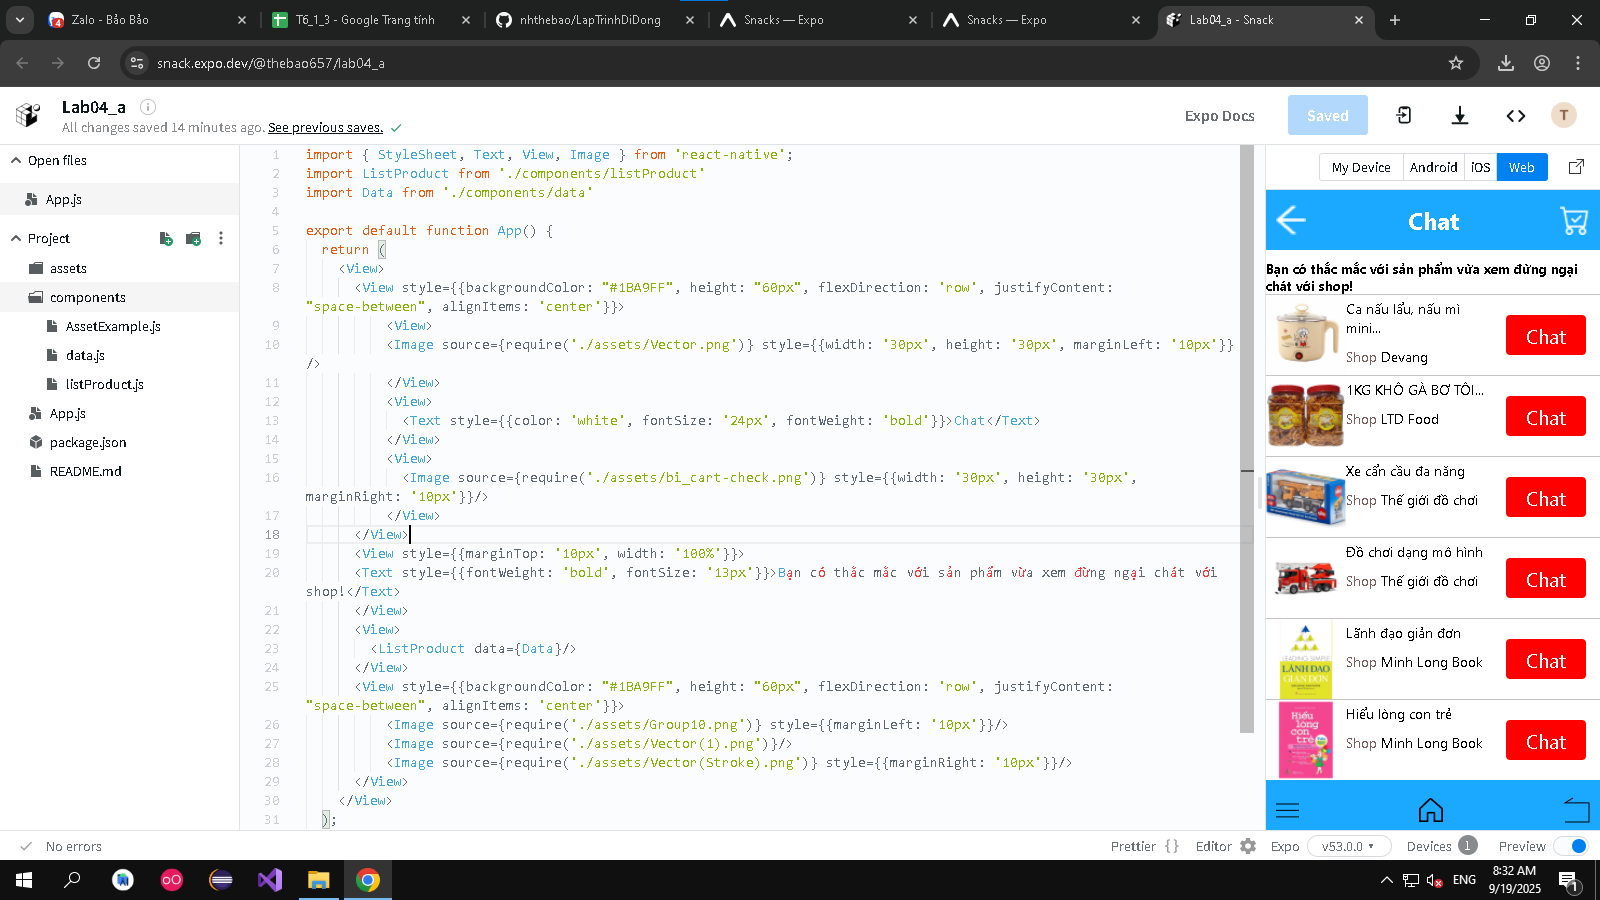 Zalo - Bảo Bảo
T6_1_3 - Google Trang tính
nhthebao/LapTrinhDiDong
Snacks — Expo
Snacks — Expo
Lab04_a - Snack
snack.expo.dev/@thebao657/lab04_a
Lab04_a
All changes saved 14 minutes ago. See previous saves.
Expo Docs
Saved
T
Open files
App.js
Project
assets
components
AssetExample.js
data.js
listProduct.js
App.js
package.json
README.md
1 import { StyleSheet, Text, View, Image } from 'react-native';
2 import ListProduct from './components/listProduct'
3 import Data from './components/data'
4
5 export default function App() {
6 return (
7 <View>
8 <View style={{backgroundColor: "#1BA9FF", height: "60px", flexDirection: 'row', justifyContent:
"space-between", alignItems: 'center'}}>
9 <View>
10 <Image source={require('./assets/Vector.png')} style={{width: '30px', height: '30px', marginLeft: '10px'}}
/>
11 </View>
12 <View>
13 <Text style={{color: 'white', fontSize: '24px', fontWeight: 'bold'}}>Chat</Text>
14 </View>
15 <View>
16 <Image source={require('./assets/bi_cart-check.png')} style={{width: '30px', height: '30px',
marginRight: '10px'}}/>
17 </View>
18 </View>
19 <View style={{marginTop: '10px', width: '100%'}}>
20 <Text style={{fontWeight: 'bold', fontSize: '13px'}}>Bạn có thắc mắc với sản phẩm vừa xem đừng ngại chát với
shop!</Text>
21 </View>
22 <View>
23 <ListProduct data={Data}/>
24 </View>
25 <View style={{backgroundColor: "#1BA9FF", height: "60px", flexDirection: 'row', justifyContent:
"space-between", alignItems: 'center'}}>
26 <Image source={require('./assets/Group10.png')} style={{marginLeft: '10px'}}/>
27 <Image source={require('./assets/Vector(1).png')}/>
28 <Image source={require('./assets/Vector(Stroke).png')} style={{marginRight: '10px'}}/>
29 </View>
30 </View>
31 );
My Device
Android
iOS
Web
Chat
Bạn có thắc mắc với sản phẩm vừa xem đừng ngại
chát với shop!
Ca nấu lẩu, nấu mì
mini...
Shop Devang
Chat
1KG KHÔ GÀ BƠ TỎI...
Shop LTD Food
Chat
Xe cẩn cẩu đa năng
Shop Thế giới đồ chơi
Chat
Đồ chơi dạng mô hình
Shop Thế giới đồ chơi
Chat
LEADING SIMPLE
LÃNH ĐẠO
GIẢN ĐƠN
Lãnh đạo giản đơn
Shop Minh Long Book
Chat
Hiểu
lòng
con trẻ
Hiểu lòng con trẻ
Shop Minh Long Book
Chat
No errors
Prettier
{ }
Editor
Expo
v53.0.0
Devices
1
Preview
ENG
8:32 AM
9/19/2025
1